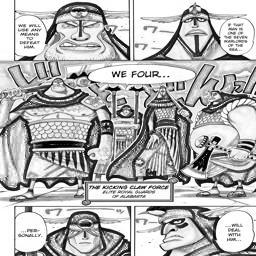 WE WILL
USE ANY
MEANS TO
DEFEAT
HIM.
IF THAT
MAN IS
ONE OF
THE SEVEN
WARLORDS
OF THE
SEA...
WE FOUR...
THE KICKING CLAW FORCE
ELITE ROYAL GUARDS
OF ALABASTA
...PER-
SONALLY.
...WILL
DEAL
WITH
HIM...